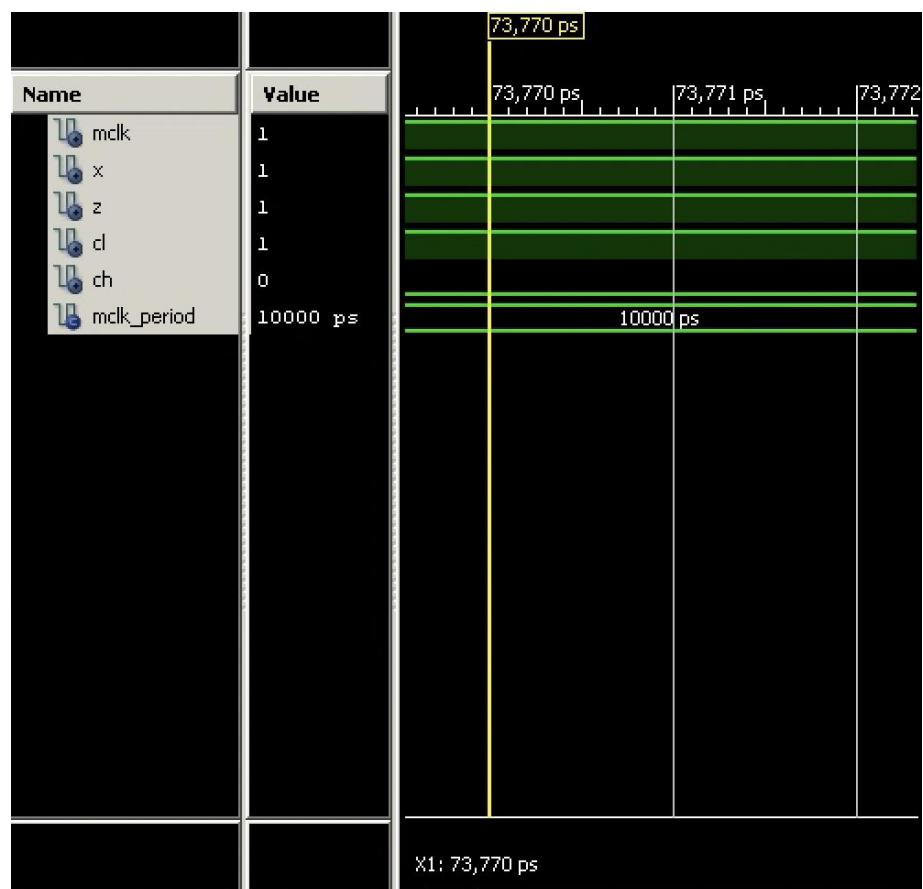 73,770 ps
Name Value 73,770 ps 73,771 ps 73,772
mclk 1
x 1
z 1
cl 1
ch 0
mclk_period 10000 ps 10000 ps
X1: 73,770 ps